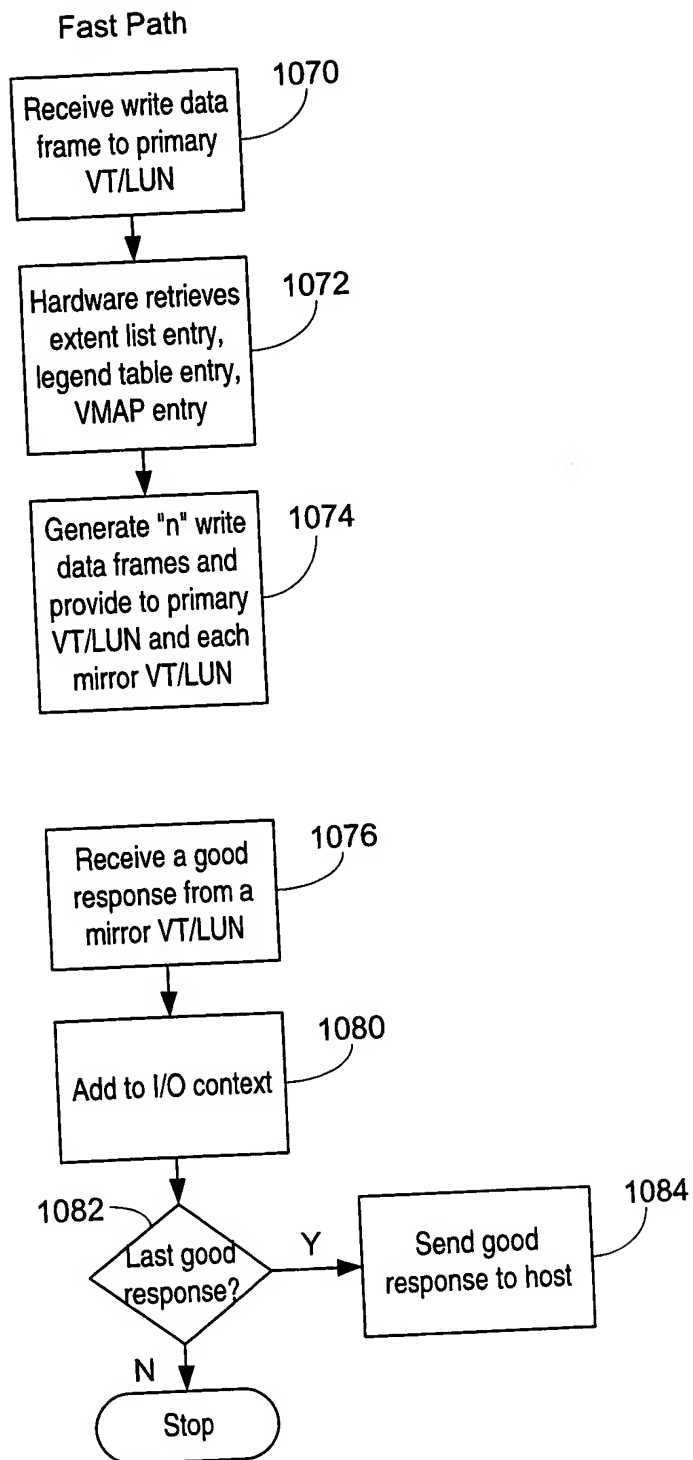 Fast Path
1070
Receive write data
frame to primary
VT/LUN
1072
Hardware retrieves
extent list entry,
legend table entry,
VMAP entry
1074
Generate "n" write
data frames and
provide to primary
VT/LUN and each
mirror VT/LUN
1076
Receive a good
response from a
mirror VT/LUN
1080
Add to I/O context
1082
Last good
response?
Y
1084
Send good
response to host
N
Stop